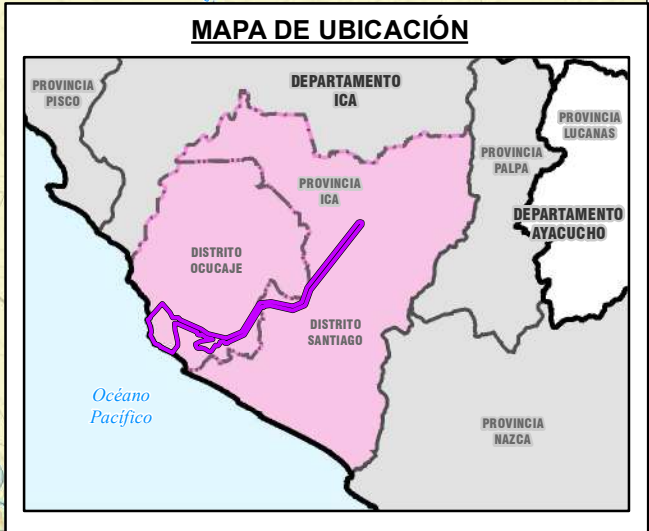 MAPA DE UBICACIÓN
PROVINCIA
PISCO
DEPARTAMENTO
ICA
PROVINCIA
LUCANAS
PROVINCIA
PALPA
PROVINCIA
ICA
DEPARTAMENTO
AYACUCHO
DISTRITO
OCUCAJE
DISTRITO
SANTIAGO
Océano
Pacífico
PROVINCIA
NAZCA